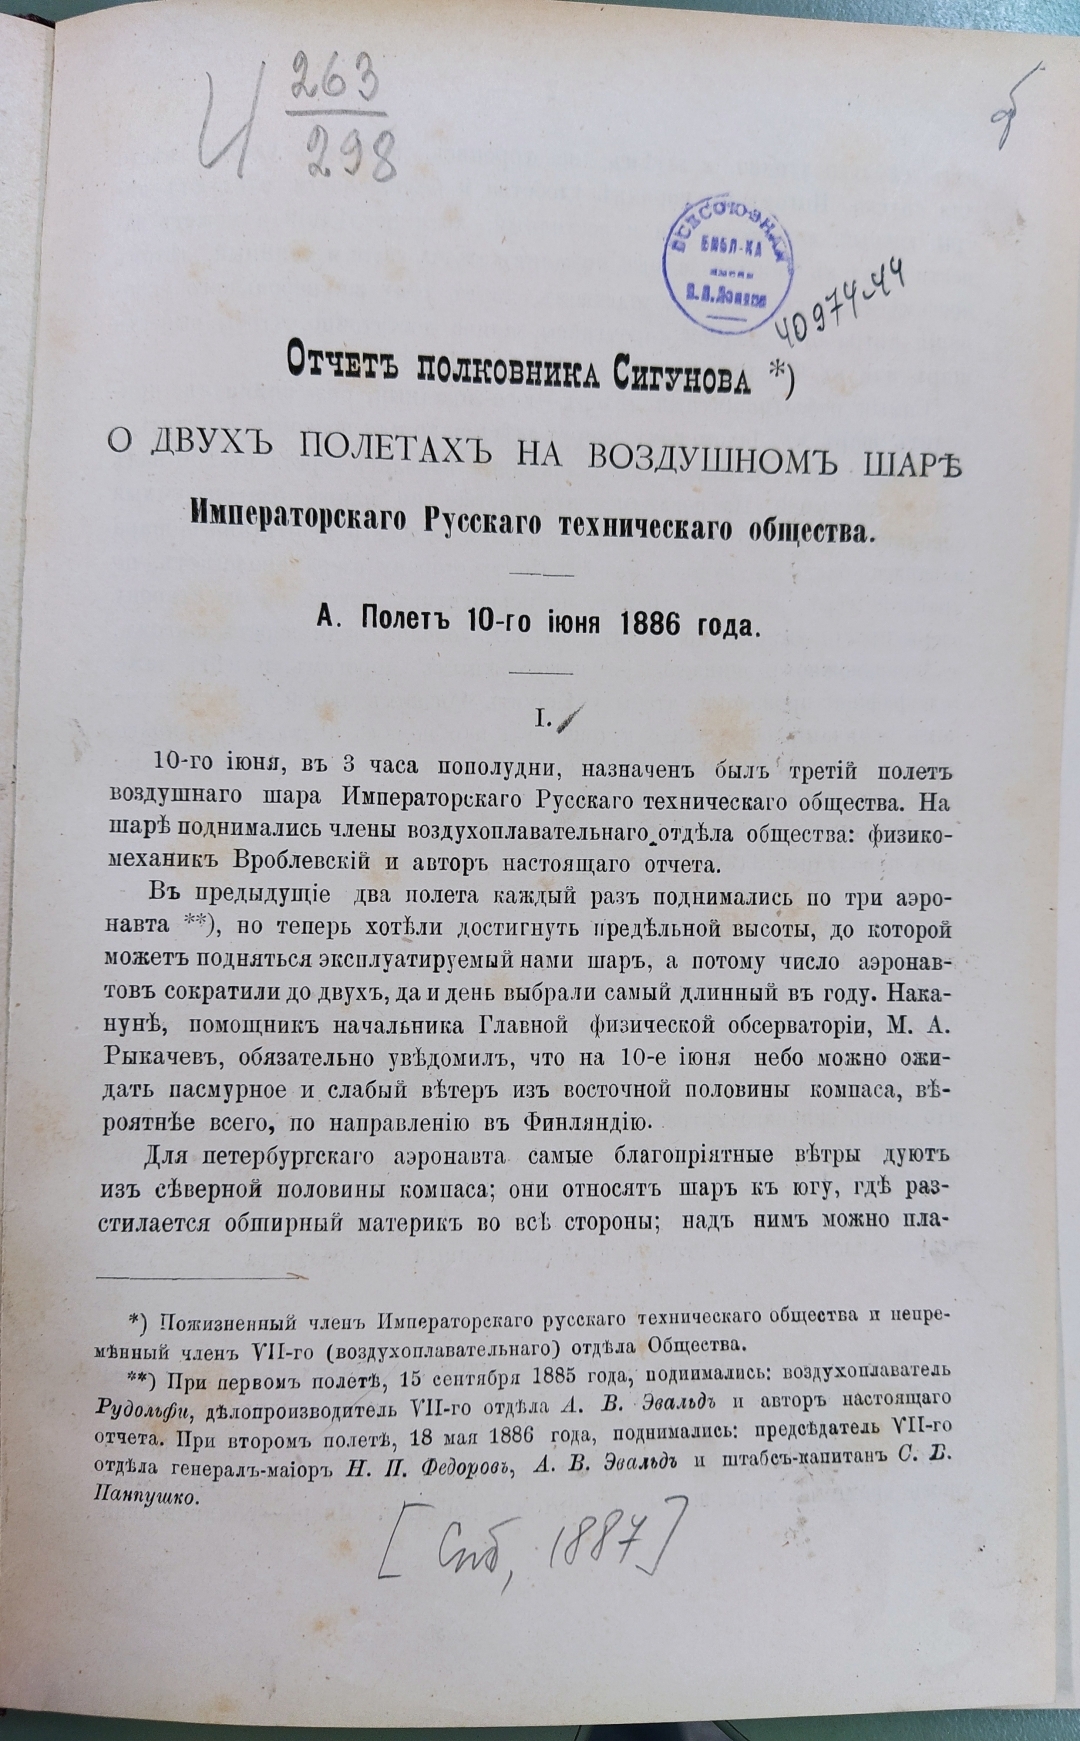 И 263
298
ВСЕСОЮЗНАЯ
БИБЛ-КА
имени
В. И. Ленина
40974-44
Отчетъ полковника Сигунова *)
О ДВУХЪ ПОЛЕТАХЪ НА ВОЗДУШНОМЪ ШАРѢ
Императорскаго Русскаго техническаго общества.
А. Полетъ 10-го іюня 1886 года.
I.
10-го іюня, въ 3 часа пополудни, назначенъ былъ третій полетъ
воздушнаго шара Императорскаго Русскаго техническаго общества. На
шарѣ поднимались члены воздухоплавательнаго отдѣла общества: физико-
механикъ Вроблевскій и авторъ настоящаго отчета.
Въ предыдущіе два полета каждый разъ поднимались по три аэро-
навта **), но теперь хотѣли достигнуть предѣльной высоты, до которой
можетъ подняться эксплуатируемый нами шаръ, а потому число аэронав-
товъ сократили до двухъ, да и день выбрали самый длинный въ году. Нака-
нунѣ, помощникъ начальника Главной физической обсерваторіи, М. А.
Рыкачевъ, обязательно увѣдомилъ, что на 10-е іюня небо можно ожи-
дать пасмурное и слабый вѣтеръ изъ восточной половины компаса, вѣ-
роятнѣе всего, по направленію въ Финляндію.
Для петербургскаго аэронавта самые благопріятные вѣтры дуютъ
изъ сѣверной половины компаса; они относятъ шаръ къ югу, гдѣ раз-
стилается обширный материкъ во всѣ стороны; надъ нимъ можно пла-
*) Пожизненный членъ Императорскаго русскаго техническаго общества и непре-
мѣнный членъ VII-го (воздухоплавательнаго) отдѣла Общества.
**) При первомъ полетѣ, 15 сентября 1885 года, поднимались: воздухоплаватель
Рудольфи, дѣлопроизводитель VII-го отдѣла А. В. Эвальдъ и авторъ настоящаго
отчета. При второмъ полетѣ, 18 мая 1886 года, поднимались: предсѣдатель VII-го
отдѣла генералъ-маіоръ Н. П. Федоровъ, А. В. Эвальдъ и штабсъ-капитанъ С. Б.
Панпушко.
[Спб, 1887]